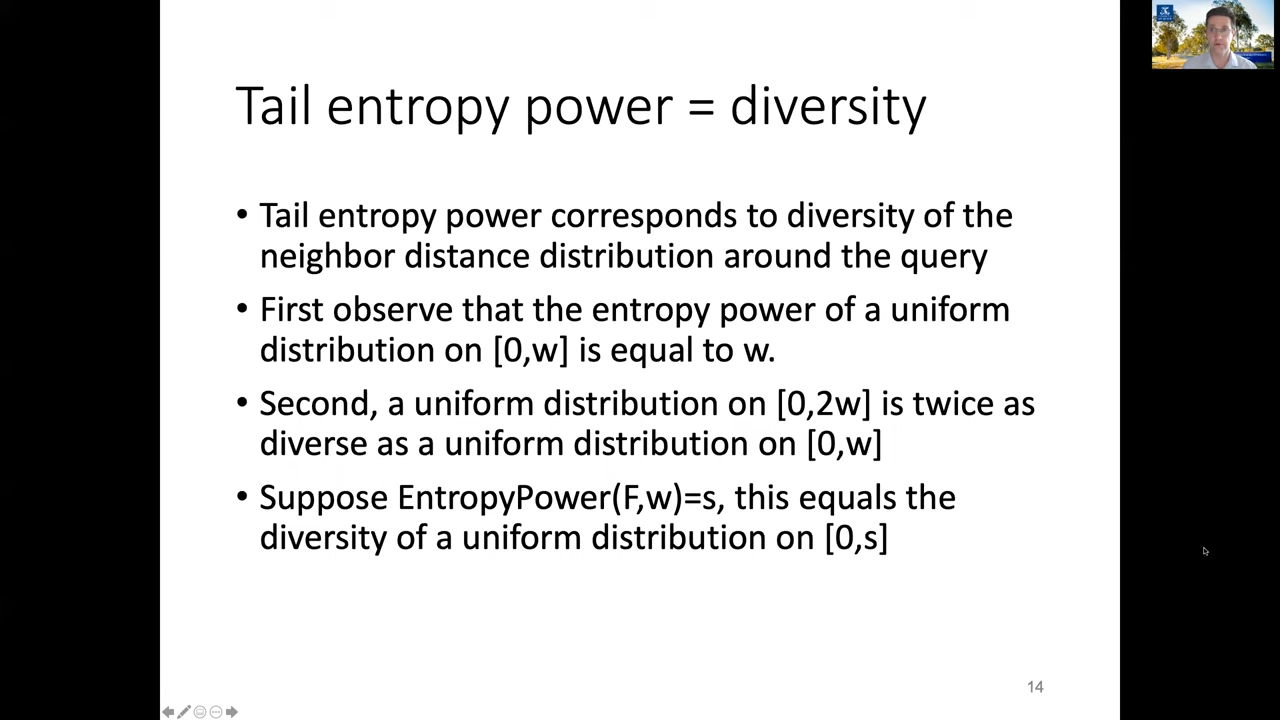 Tail entropy power = diversity
• Tail entropy power corresponds to diversity of the
neighbor distance distribution around the query
• First observe that the entropy power of a uniform
distribution on [0,w] is equal to w.
• Second, a uniform distribution on [0,2w] is twice as
diverse as a uniform distribution on [0,w]
• Suppose EntropyPower(F,w)=s, this equals the
diversity of a uniform distribution on [0,s]
14